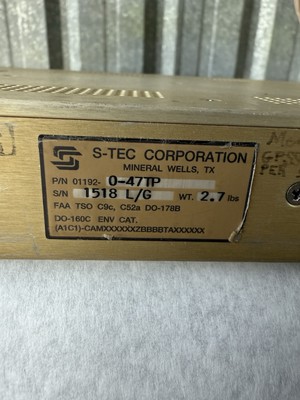 S-TEC CORPORATION
MINERAL WELLS, TX
P/N 01192- 0-47TP
S/N 1518 L/G WT. 2.7 lbs
FAA TSO C9c, C52a DO-178B
DO-160C ENV CAT.
(A1C1)-CAMXXXXXXZBBBBTAXXXXXX